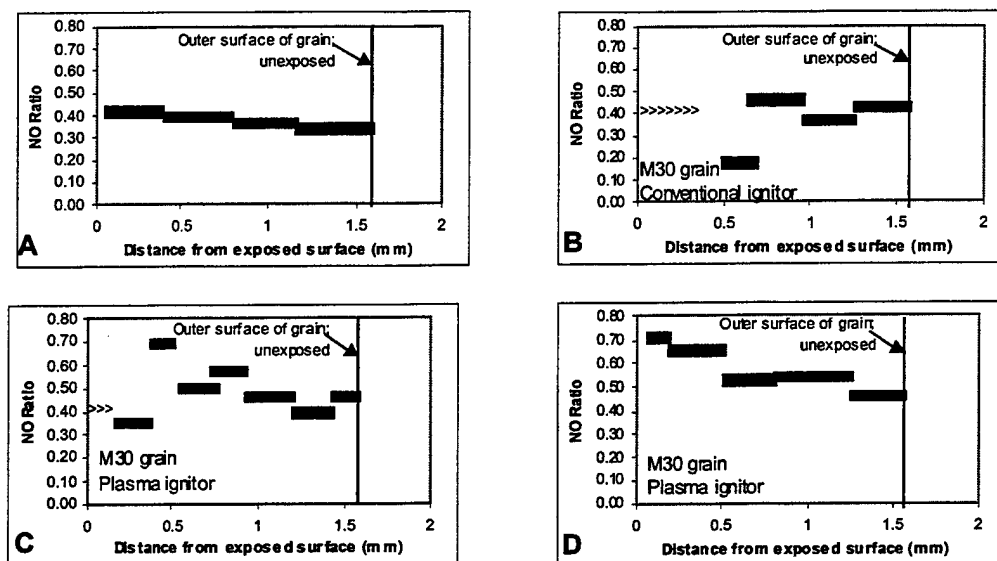 0.80
0.70
0.60
0.50
0.40
0.30
0.20
0.10
0.00
NO Ratio
Outer surface of grain;
unexposed
0
0.5
1
1.5
2
A
Distance from exposed surface (mm)
0.80
0.70
0.60
0.50
0.40
0.30
0.20
0.10
0.00
NO Ratio
Outer surface of grain;
unexposed
>>>>>>>
M30 grain
Conventional ignitor
0
0.5
1
1.5
2
B
Distance from exposed surface (mm)
0.80
0.70
0.60
0.50
0.40
0.30
0.20
0.10
0.00
NO Ratio
Outer surface of grain;
unexposed
>>>
M30 grain
Plasma ignitor
0
0.5
1
1.5
2
C
Distance from exposed surface (mm)
0.80
0.70
0.60
0.50
0.40
0.30
0.20
0.10
0.00
NO Ratio
Outer surface of grain;
unexposed
M30 grain
Plasma ignitor
0
0.5
1
1.5
2
D
Distance from exposed surface (mm)